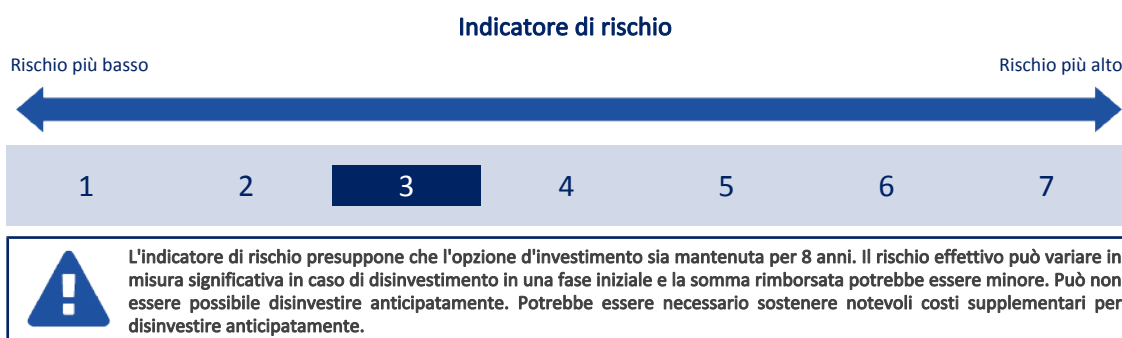 Indicatore di rischio
Rischio più basso
Rischio più alto
1 2 3 4 5 6 7
L'indicatore di rischio presuppone che l'opzione d'investimento sia mantenuta per 8 anni. Il rischio effettivo può variare in
misura significativa in caso di disinvestimento in una fase iniziale e la somma rimborsata potrebbe essere minore. Può non
essere possibile disinvestire anticipatamente. Potrebbe essere necessario sostenere notevoli costi supplementari per
disinvestire anticipatamente.